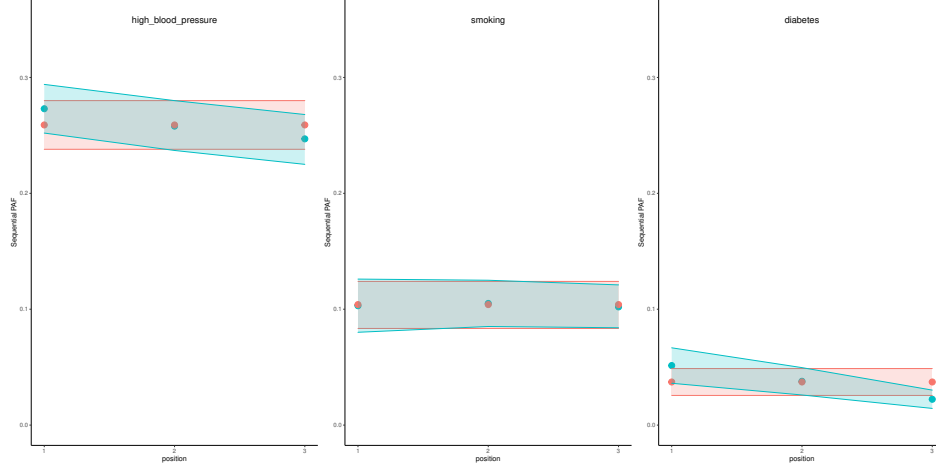 high_blood_pressure
Sequential PAF
0.3
0.2
0.1
0.0
1 2 3
position
smoking
Sequential PAF
0.3
0.2
0.1
0.0
1 2 3
position
diabetes
Sequential PAF
0.3
0.2
0.1
0.0
1 2 3
position